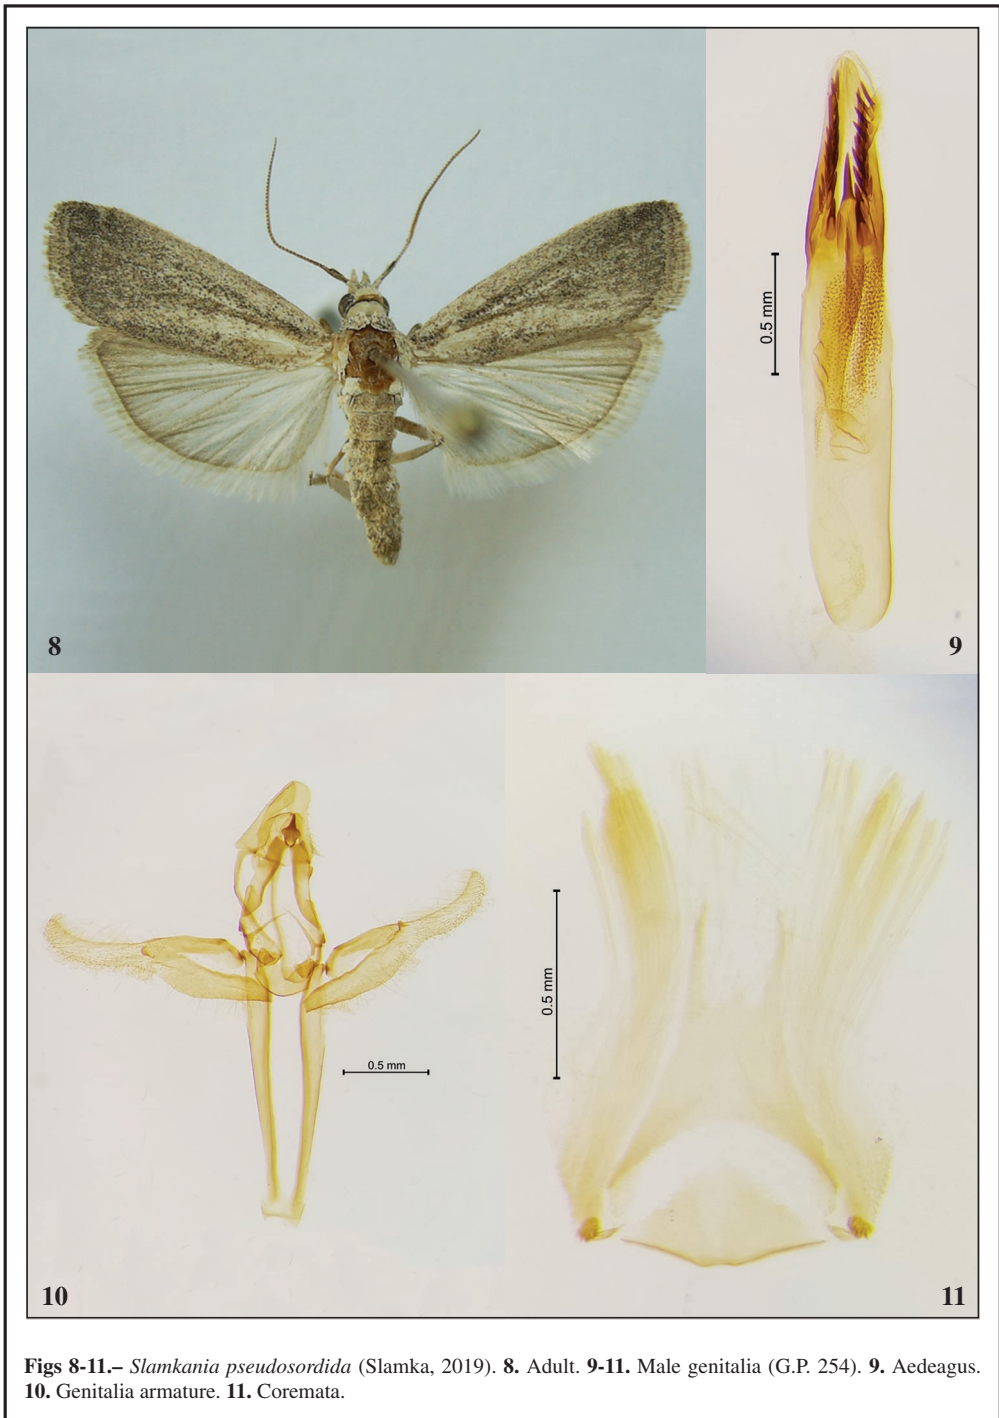 8
0.5 mm
9
0.5 mm
10
0.5 mm
11
Figs 8-11.– Slamkania pseudosordida (Slamka, 2019). 8. Adult. 9-11. Male genitalia (G.P. 254). 9. Aedeagus.
10. Genitalia armature. 11. Coremata.